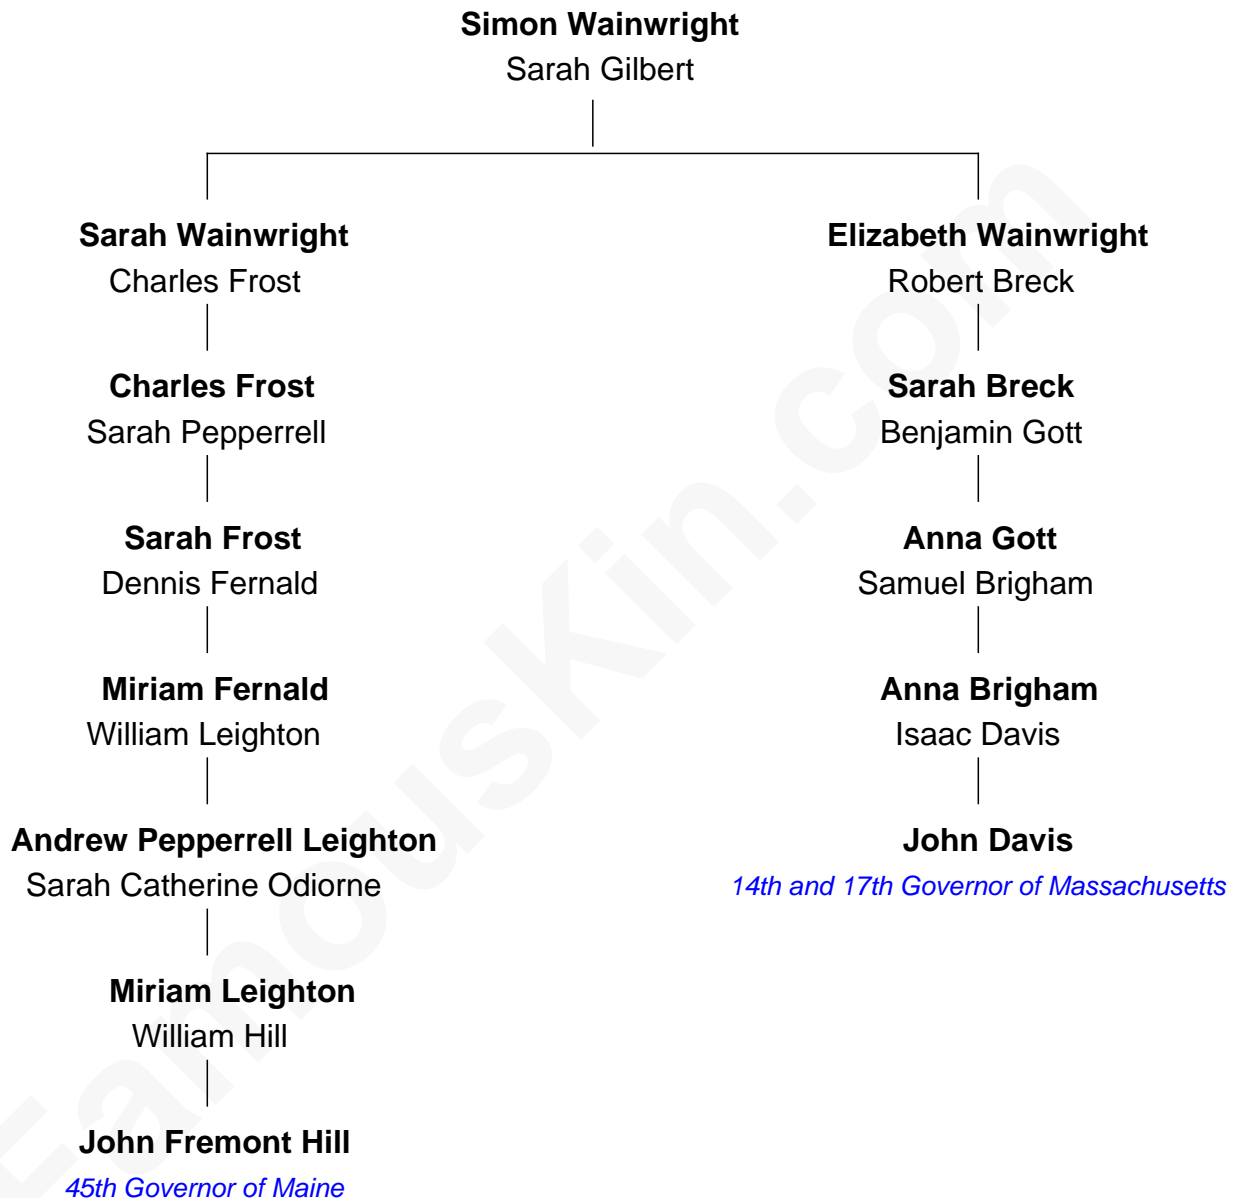 Simon Wainwright
Sarah Gilbert
Sarah Wainwright
Charles Frost
Elizabeth Wainwright
Robert Breck
Charles Frost
Sarah Pepperrell
Sarah Breck
Benjamin Gott
Sarah Frost
Dennis Fernald
Anna Gott
Samuel Brigham
Miriam Fernald
William Leighton
Anna Brigham
Isaac Davis
Andrew Pepperrell Leighton
Sarah Catherine Odiorne
John Davis
14th and 17th Governor of Massachusetts
Miriam Leighton
William Hill
John Fremont Hill
45th Governor of Maine
FamousKin.com